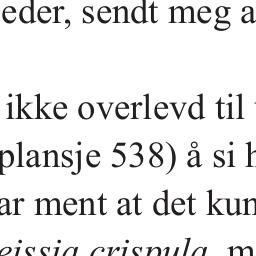 eder, sendt meg a
ikke overlevd til
plansje 538) å si h
ar ment at det kun
eissia crispula, m